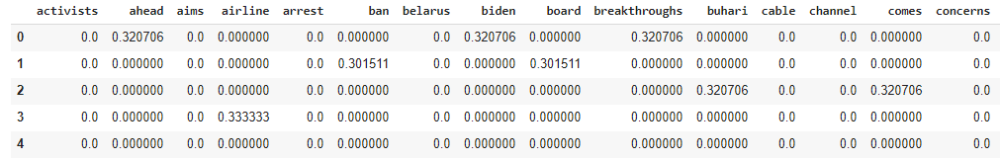 activists ahead aims airline arrest ban belarus biden board breakthroughs buhari cable channel comes concerns
0 0.0 0.320706 0.0 0.000000 0.0 0.000000 0.0 0.320706 0.000000 0.320706 0.000000 0.0 0.0 0.000000 0.0
1 0.0 0.000000 0.0 0.000000 0.0 0.301511 0.0 0.000000 0.301511 0.000000 0.000000 0.0 0.0 0.000000 0.0
2 0.0 0.000000 0.0 0.000000 0.0 0.000000 0.0 0.000000 0.000000 0.000000 0.320706 0.0 0.0 0.320706 0.0
3 0.0 0.000000 0.0 0.333333 0.0 0.000000 0.0 0.000000 0.000000 0.000000 0.000000 0.0 0.0 0.000000 0.0
4 0.0 0.000000 0.0 0.000000 0.0 0.000000 0.0 0.000000 0.000000 0.000000 0.000000 0.0 0.0 0.000000 0.0